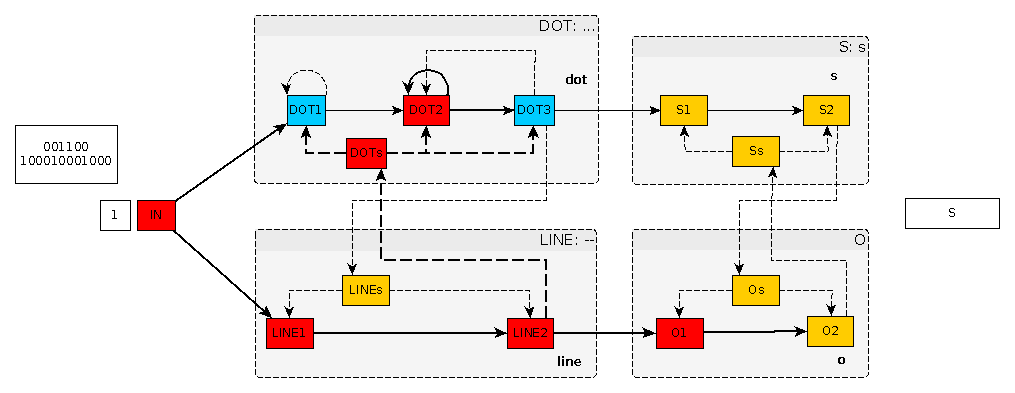 DOT: ...
S: s
dot
s
DOT1
DOT2
DOT3
S1
S2
001100
100010001000
DOTs
Ss
1
IN
S
LINE: --
O
LINEs
Os
LINE1
LINE2
O1
O2
line
o